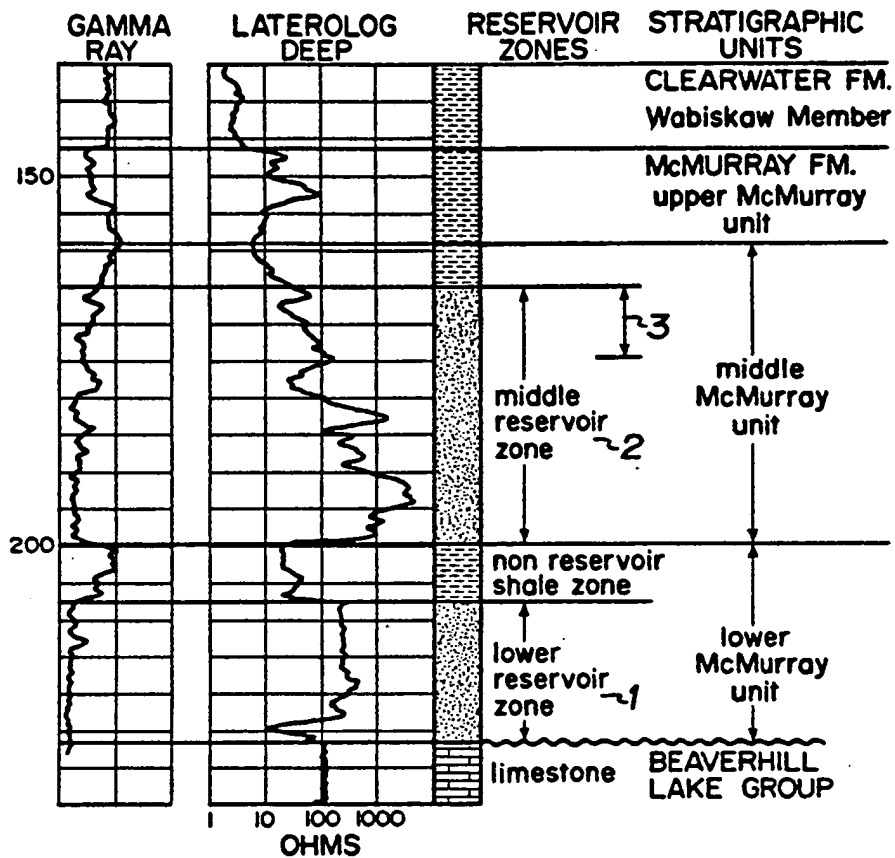 GAMMA RAY
LATEROLOG DEEP
RESERVOIR ZONES
STRATIGRAPHIC UNITS
CLEARWATER FM.
Wabiskaw Member
150
McMURRAY FM.
upper McMurray
unit
3
middle
reservoir
zone
2
middle
McMurray
unit
200
non reservoir
shale zone
lower
reservoir
zone
1
lower
McMurray
unit
limestone
BEAVERHILL
LAKE GROUP
1 10 100 1000
OHMS